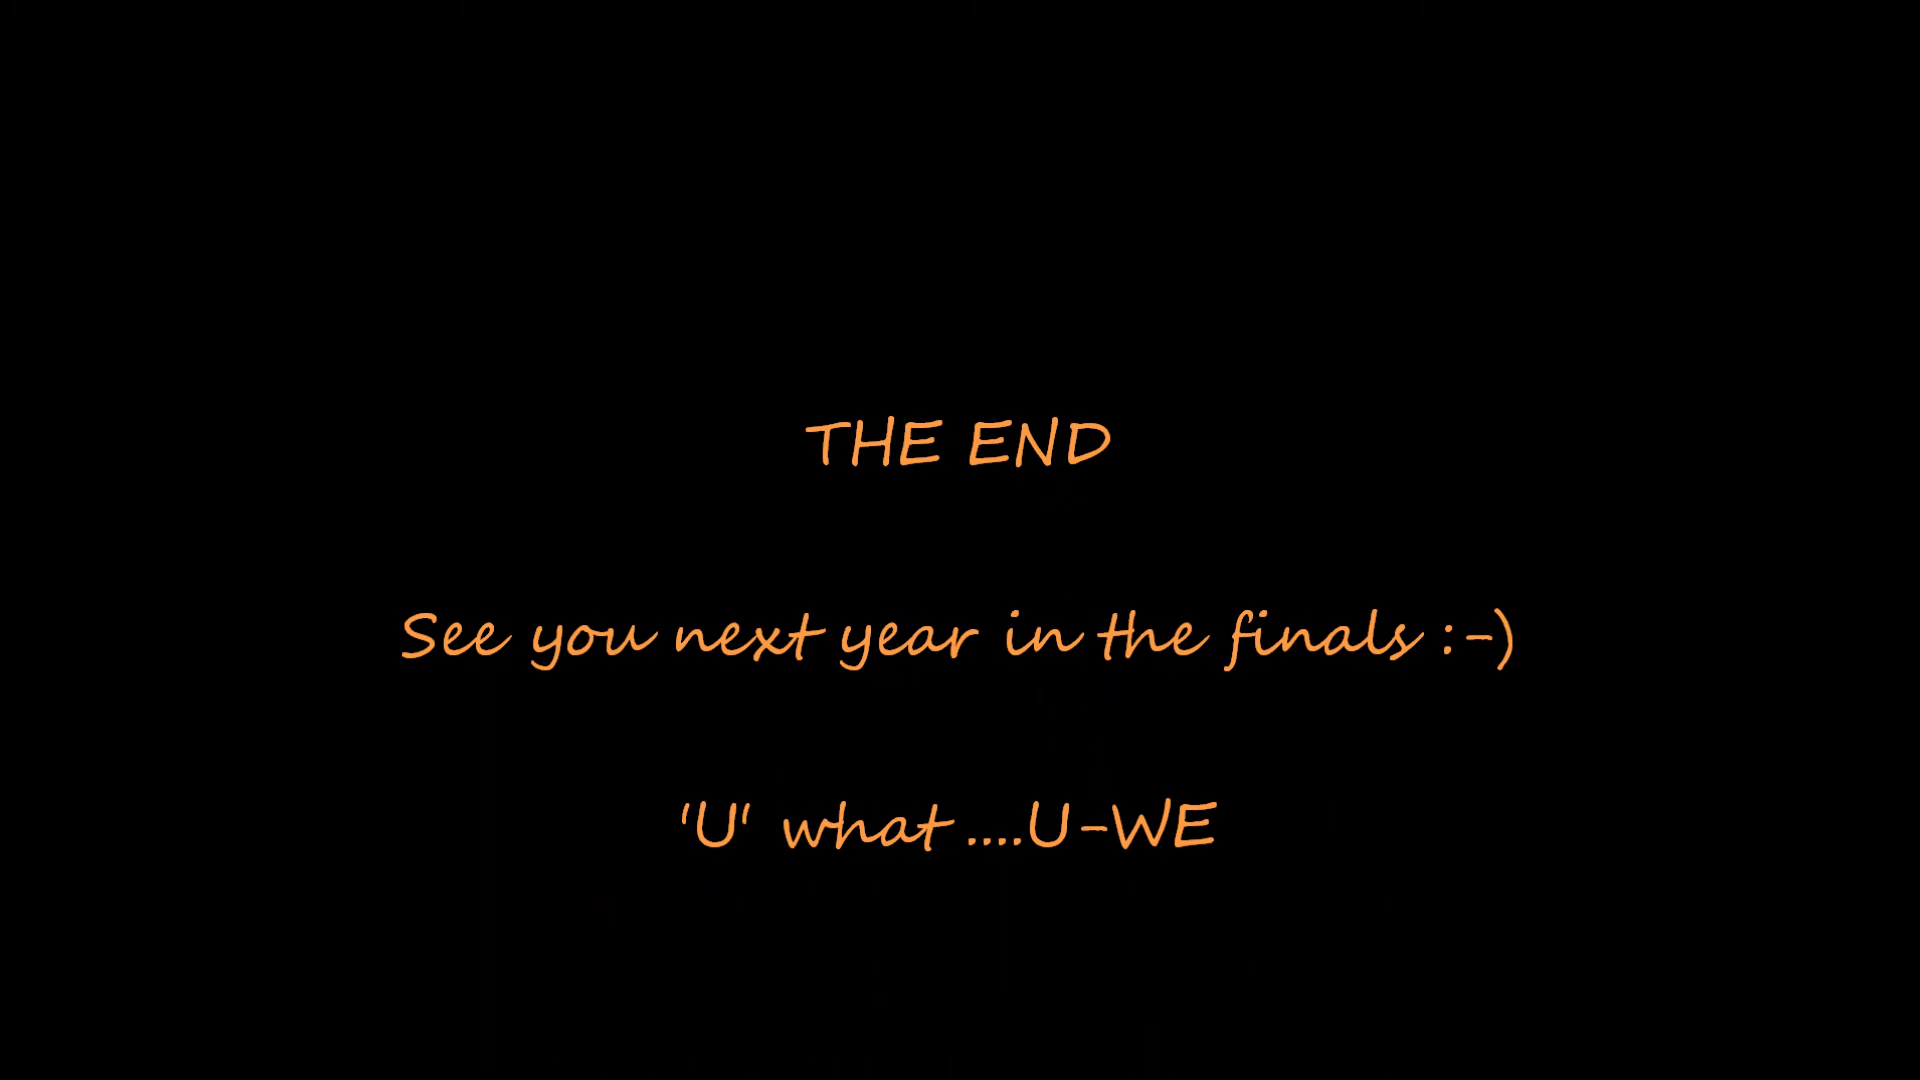 THE END
See you next year in the finals :-)
'U' what ....U-WE